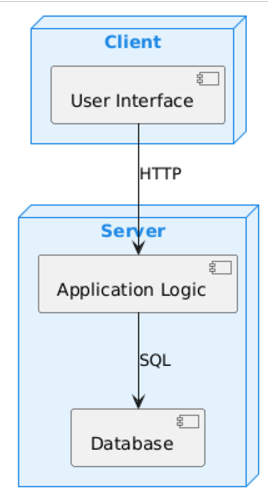 Client
User Interface
HTTP
Server
Application Logic
SQL
Database